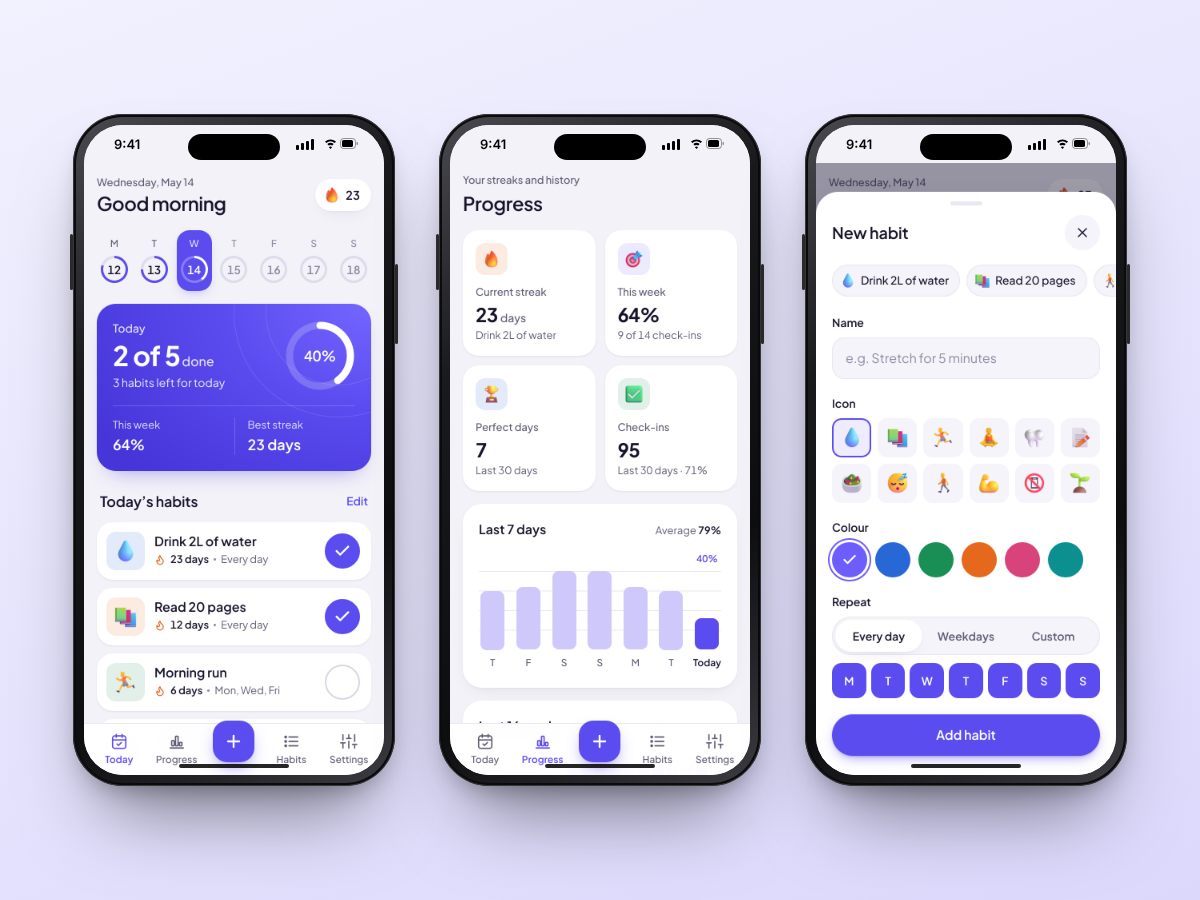 9:41
Wednesday, May 14
Good morning
23
M T W T F S S
12 13 14 15 16 17 18
Today
2 of 5 done
3 habits left for today
40%
This week
64%
Best streak
23 days
Today's habits
Edit
Drink 2L of water
23 days • Every day
Read 20 pages
12 days • Every day
Morning run
6 days • Mon, Wed, Fri
Today
Progress
Habits
Settings
9:41
Your streaks and history
Progress
Current streak
23 days
Drink 2L of water
This week
64%
9 of 14 check-ins
Perfect days
7
Last 30 days
Check-ins
95
Last 30 days · 71%
Last 7 days
Average 79%
40%
T F S S M T Today
Today
Progress
Habits
Settings
9:41
Wednesday, May 14
New habit
Drink 2L of water
Read 20 pages
Name
e.g. Stretch for 5 minutes
Icon
Colour
Repeat
Every day
Weekdays
Custom
M T W T F S S
Add habit